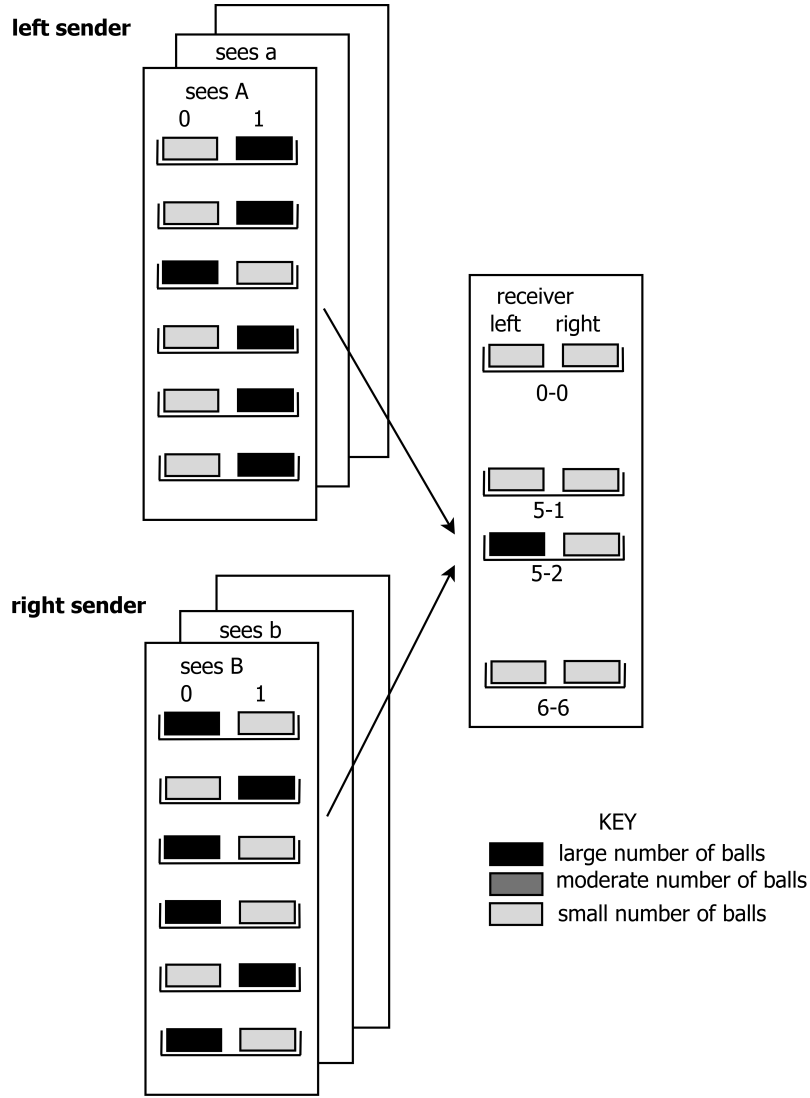 left sender
sees a
sees A
0 1
receiver
left right
0-0
5-1
5-2
6-6
right sender
sees b
sees B
0 1
KEY
large number of balls
moderate number of balls
small number of balls